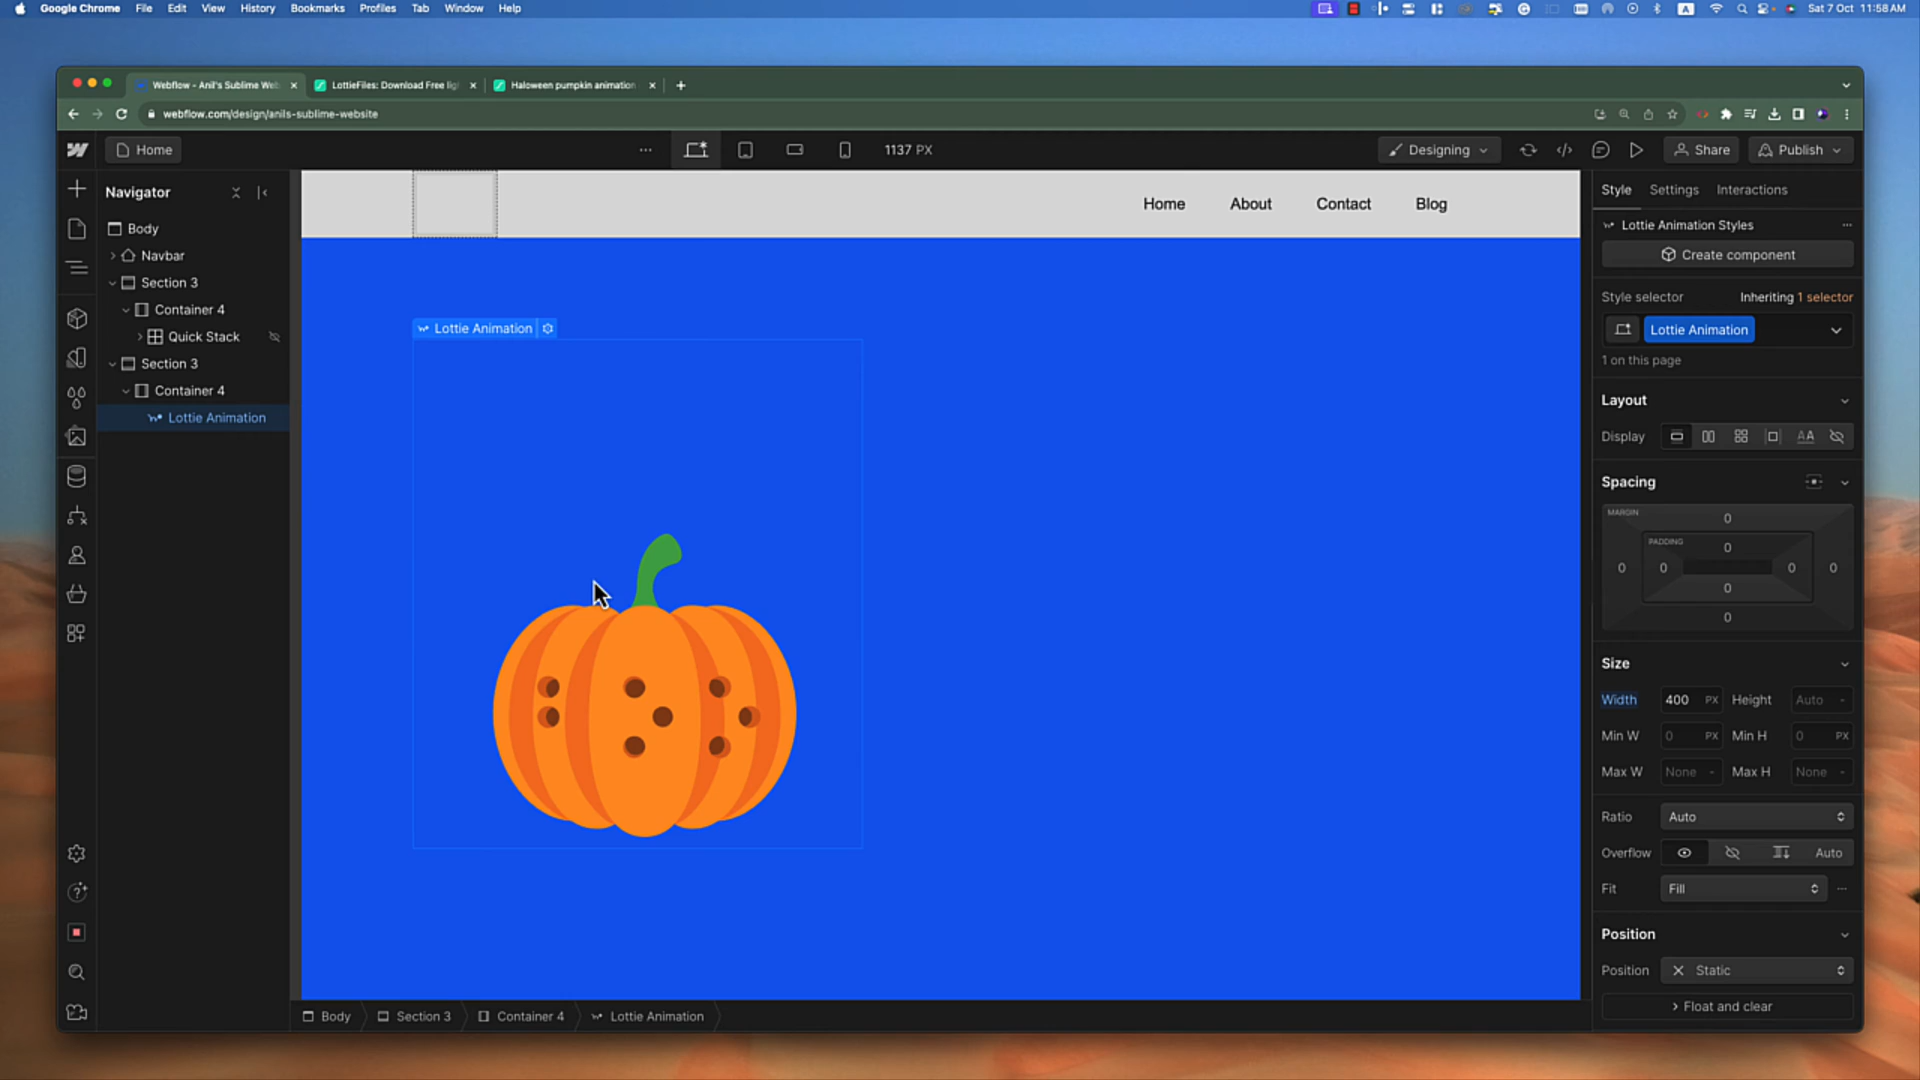 Google Chrome File Edit View History Bookmarks Profiles Tab Window Help
A
Sat 7 Oct 11:58 AM
Webflow - Anil's Sublime Web
LottieFiles: Download Free lig
Haloween pumpkin animation
webflow.com/design/anils-sublime-website
Home
1137 PX
Designing
Share
Publish
Navigator
Body
Navbar
Section 3
Container 4
Quick Stack
Section 3
Container 4
Lottie Animation
Home About Contact Blog
Lottie Animation
Style Settings Interactions
Lottie Animation Styles
Create component
Style selector Inheriting 1 selector
Lottie Animation
1 on this page
Layout
Display AA
Spacing
MARGIN
0
PADDING
0
0 0 0 0
0
0
Size
Width 400 PX Height Auto -
Min W 0 PX Min H 0 PX
Max W None - Max H None -
Ratio Auto
Overflow Auto
Fit Fill
Position
Position Static
Float and clear
Body Section 3 Container 4 Lottie Animation